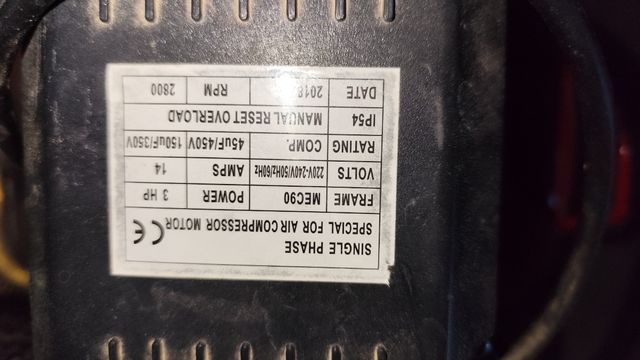 SINGLE PHASE
SPECIAL FOR AIR COMPRESSOR MOTOR CE
FRAME MEC90 POWER 3 HP
VOLTS 220V-240V/50Hz/60Hz AMPS 14
RATING COMP. 45uF/450V 150uF/350V
IP54 MANUAL RESET OVERLOAD
DATE 2018 RPM 2800